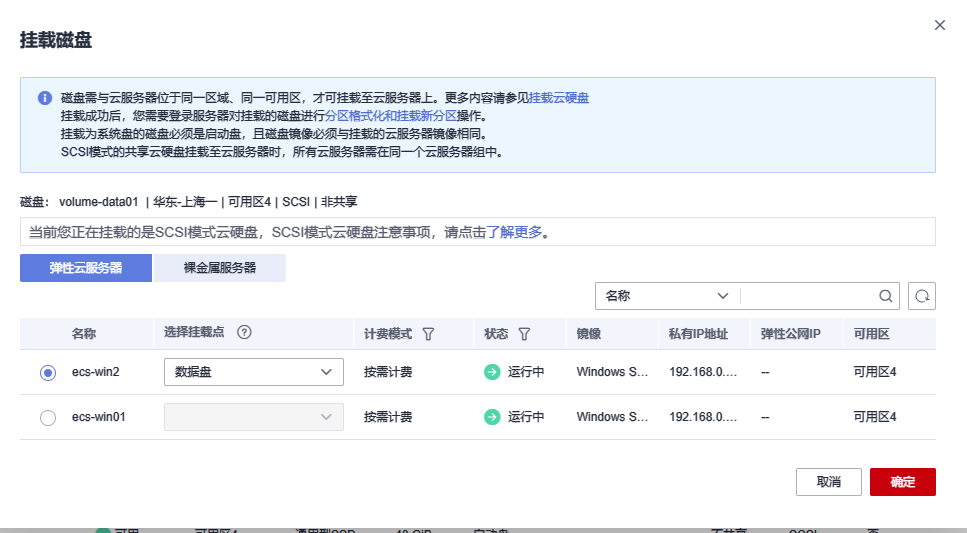 挂载磁盘
磁盘需与云服务器位于同一区域、同一可用区，才可挂载至云服务器上。更多内容请参见挂载云硬盘
挂载成功后，您需要登录服务器对挂载的磁盘进行分区格式化和挂载新分区操作。
挂载为系统盘的磁盘必须是启动盘，且磁盘镜像必须与挂载的云服务器镜像相同。
SCSI模式的共享云硬盘挂载至云服务器时，所有云服务器需在同一个云服务器组中。
磁盘： volume-data01 | 华东-上海一 | 可用区4 | SCSI | 非共享
当前您正在挂载的是SCSI模式云硬盘，SCSI模式云硬盘注意事项，请点击了解更多。
弹性云服务器 裸金属服务器
名称
名称 选择挂载点 计费模式 状态 镜像 私有IP地址 弹性公网IP 可用区
ecs-win2 数据盘 按需计费 运行中 Windows S... 192.168.0.... -- 可用区4
ecs-win01 按需计费 运行中 Windows S... 192.168.0.... -- 可用区4
取消 确定